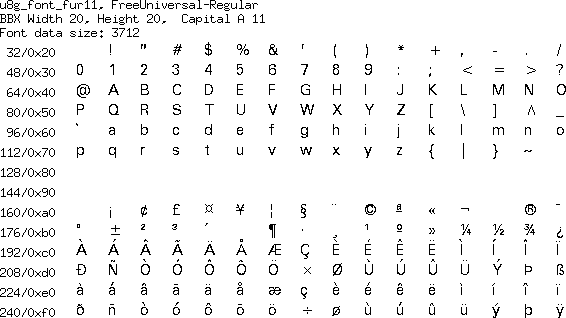 u8g_font_fur11, FreeUniversal-Regular
BBX Width 20, Height 20,  Capital A 11
Font data size: 3712
32/0x20 ! " # $ % & ' ( ) * + , - . /
48/0x30 0 1 2 3 4 5 6 7 8 9 : ; < = > ?
64/0x40 @ A B C D E F G H I J K L M N O
80/0x50 P Q R S T U V W X Y Z [ \ ] ^ _
96/0x60 ` a b c d e f g h i j k l m n o
112/0x70 p q r s t u v w x y z { | } ~
128/0x80
144/0x90
160/0xa0 ¡ ¢ £ ¤ ¥ ¦ § ¨ © ª « ¬ ® ¯
176/0xb0 ° ± ² ³ ´ ¶ · ¸ ¹ º » ¼ ½ ¾ ¿
192/0xc0 À Á Â Ã Ä Å Æ Ç È É Ê Ë Ì Í Î Ï
208/0xd0 Ð Ñ Ò Ó Ô Õ Ö × Ø Ù Ú Û Ü Ý Þ ß
224/0xe0 à á â ã ä å æ ç è é ê ë ì í î ï
240/0xf0 ð ñ ò ó ô õ ö ÷ ø ù ú û ü ý þ ÿ